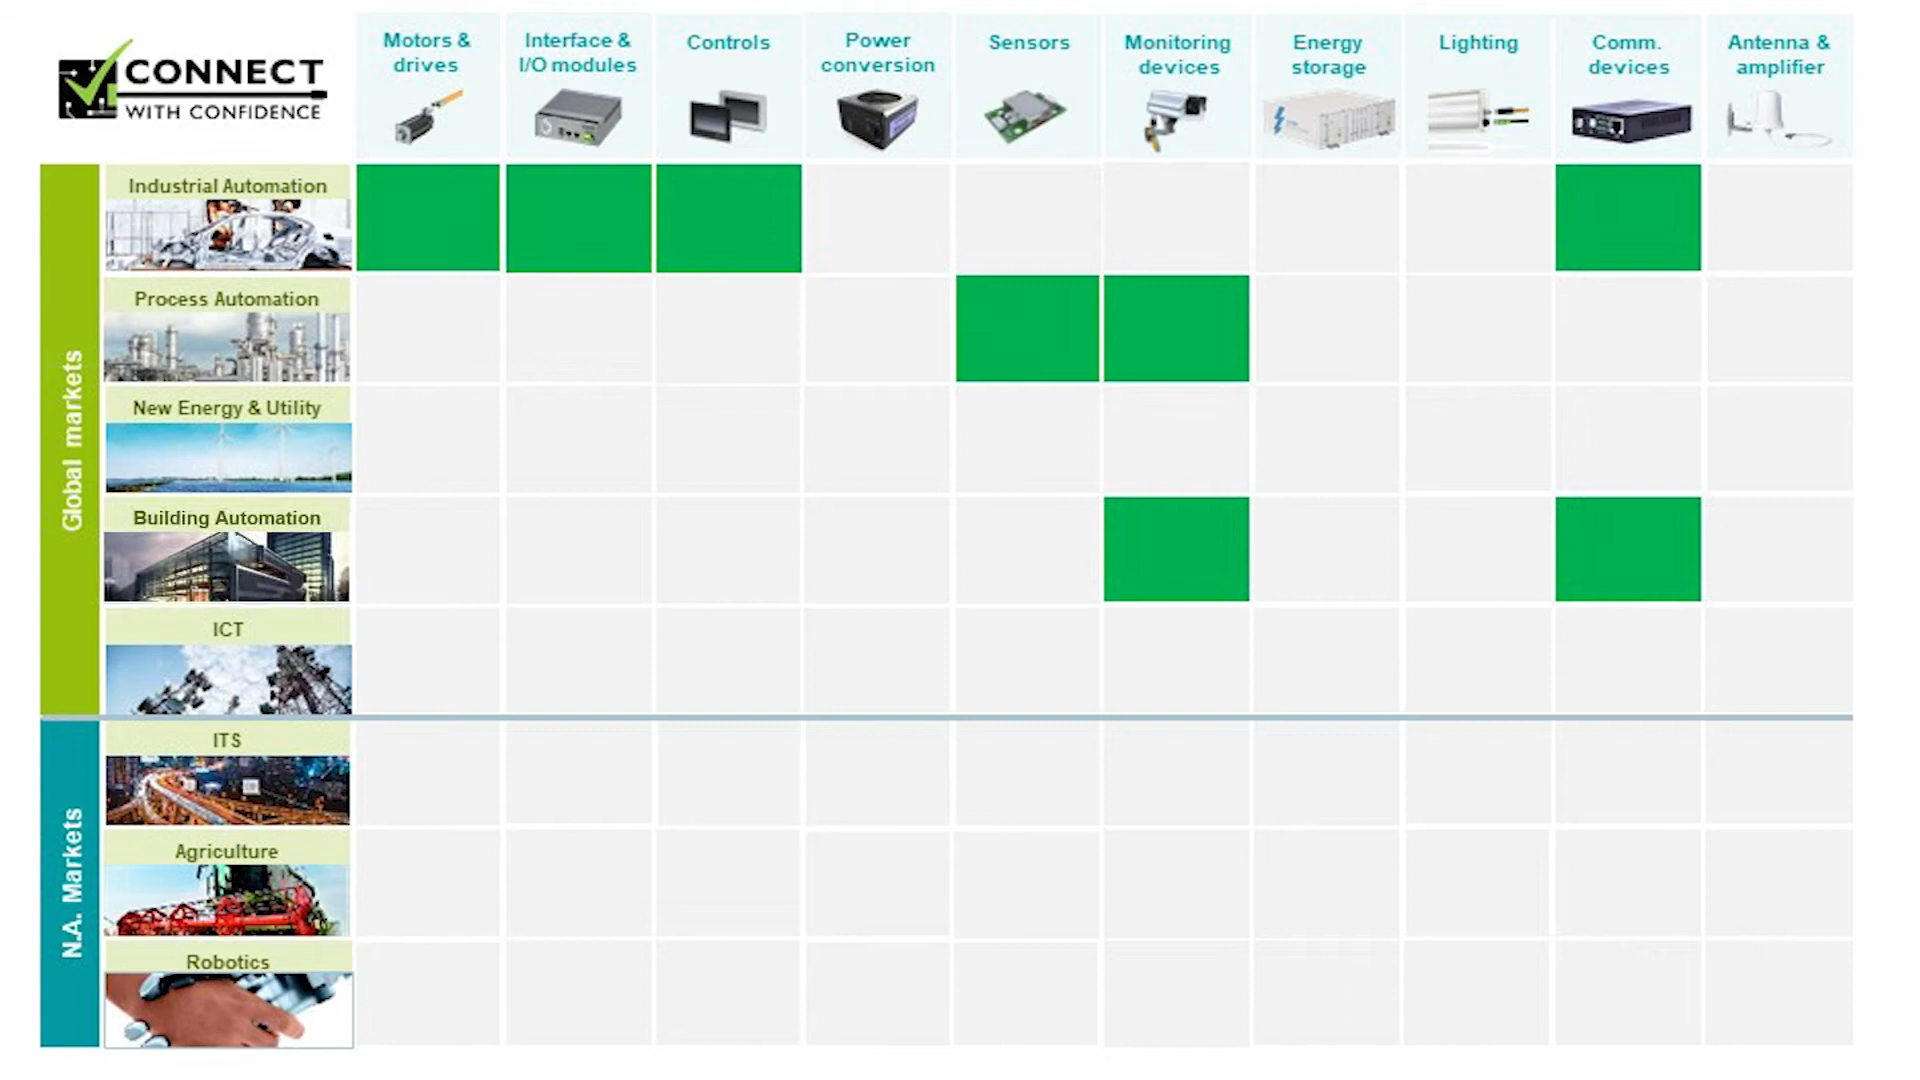 CONNECT
WITH CONFIDENCE
Motors &
drives
Interface &
I/O modules
Controls
Power
conversion
Sensors
Monitoring
devices
Energy
storage
Lighting
Comm.
devices
Antenna &
amplifier
Global markets
Industrial Automation
Process Automation
New Energy & Utility
Building Automation
ICT
N.A. Markets
ITS
Agriculture
Robotics